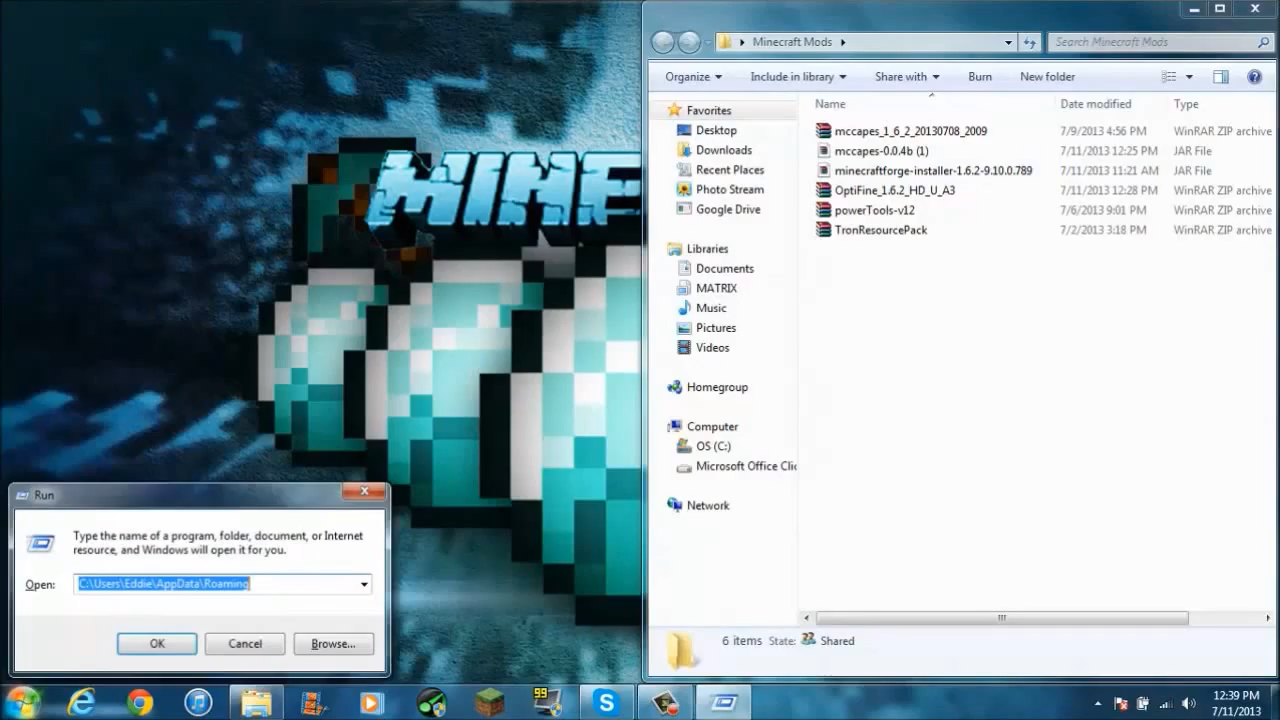 MINE
Minecraft Mods
Search Minecraft Mods
Organize Include in library Share with Burn New folder
Name Date modified Type
Favorites
Desktop
Downloads
Recent Places
Photo Stream
Google Drive
Libraries
Documents
MATRIX
Music
Pictures
Videos
Homegroup
Computer
OS (C:)
Microsoft Office Clic
Network
mccapes_1_6_2_20130708_2009 7/9/2013 4:56 PM WinRAR ZIP archive
mccapes-0.0.4b (1) 7/11/2013 12:25 PM JAR File
minecraftforge-installer-1.6.2-9.10.0.789 7/11/2013 11:21 AM JAR File
OptiFine_1.6.2_HD_U_A3 7/11/2013 12:28 PM WinRAR ZIP archive
powerTools-v12 7/6/2013 9:01 PM WinRAR ZIP archive
TronResourcePack 7/2/2013 3:18 PM WinRAR ZIP archive
6 items State: Shared
Run
Type the name of a program, folder, document, or Internet
resource, and Windows will open it for you.
Open: C:\Users\Eddie\AppData\Roaming
OK Cancel Browse...
99
12:39 PM
7/11/2013